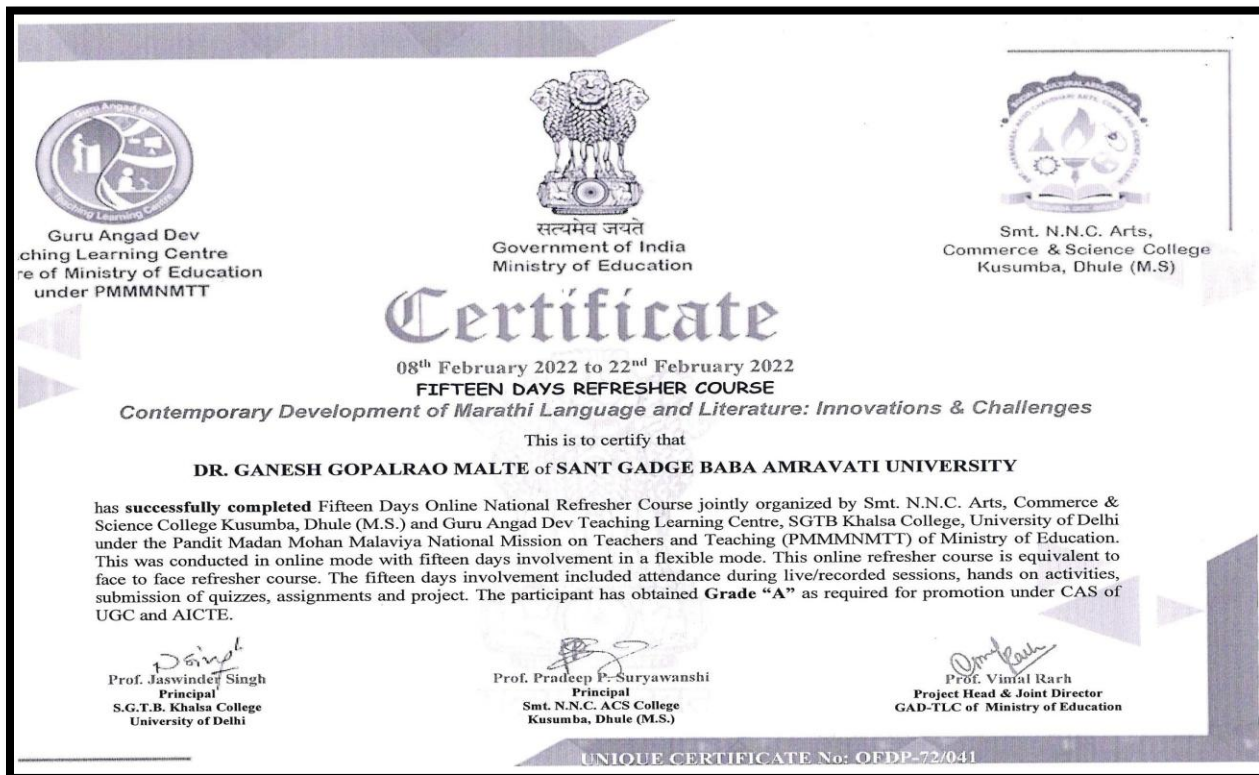 Guru Angad Dev
Teaching Learning Centre
Guru Angad Dev
ching Learning Centre
re of Ministry of Education
under PMMMNMTT
सत्यमेव जयते
Government of India
Ministry of Education
Smt. N.N.C. Arts,
Commerce & Science College
Kusumba, Dhule (M.S)
Certificate
08th February 2022 to 22nd February 2022
FIFTEEN DAYS REFRESHER COURSE
Contemporary Development of Marathi Language and Literature: Innovations & Challenges
This is to certify that
DR. GANESH GOPALRAO MALTE of SANT GADGE BABA AMRAVATI UNIVERSITY
has successfully completed Fifteen Days Online National Refresher Course jointly organized by Smt. N.N.C. Arts, Commerce &
Science College Kusumba, Dhule (M.S.) and Guru Angad Dev Teaching Learning Centre, SGTB Khalsa College, University of Delhi
under the Pandit Madan Mohan Malaviya National Mission on Teachers and Teaching (PMMMNMTT) of Ministry of Education.
This was conducted in online mode with fifteen days involvement in a flexible mode. This online refresher course is equivalent to
face to face refresher course. The fifteen days involvement included attendance during live/recorded sessions, hands on activities,
submission of quizzes, assignments and project. The participant has obtained Grade “A” as required for promotion under CAS of
UGC and AICTE.
Prof. Jaswinder Singh
Principal
S.G.T.B. Khalsa College
University of Delhi
Prof. Pradeep P. Suryawanshi
Principal
Smt. N.N.C. ACS College
Kusumba, Dhule (M.S.)
Prof. Vimal Rarh
Project Head & Joint Director
GAD-TLC of Ministry of Education
UNIQUE CERTIFICATE No: OFDP-72/041